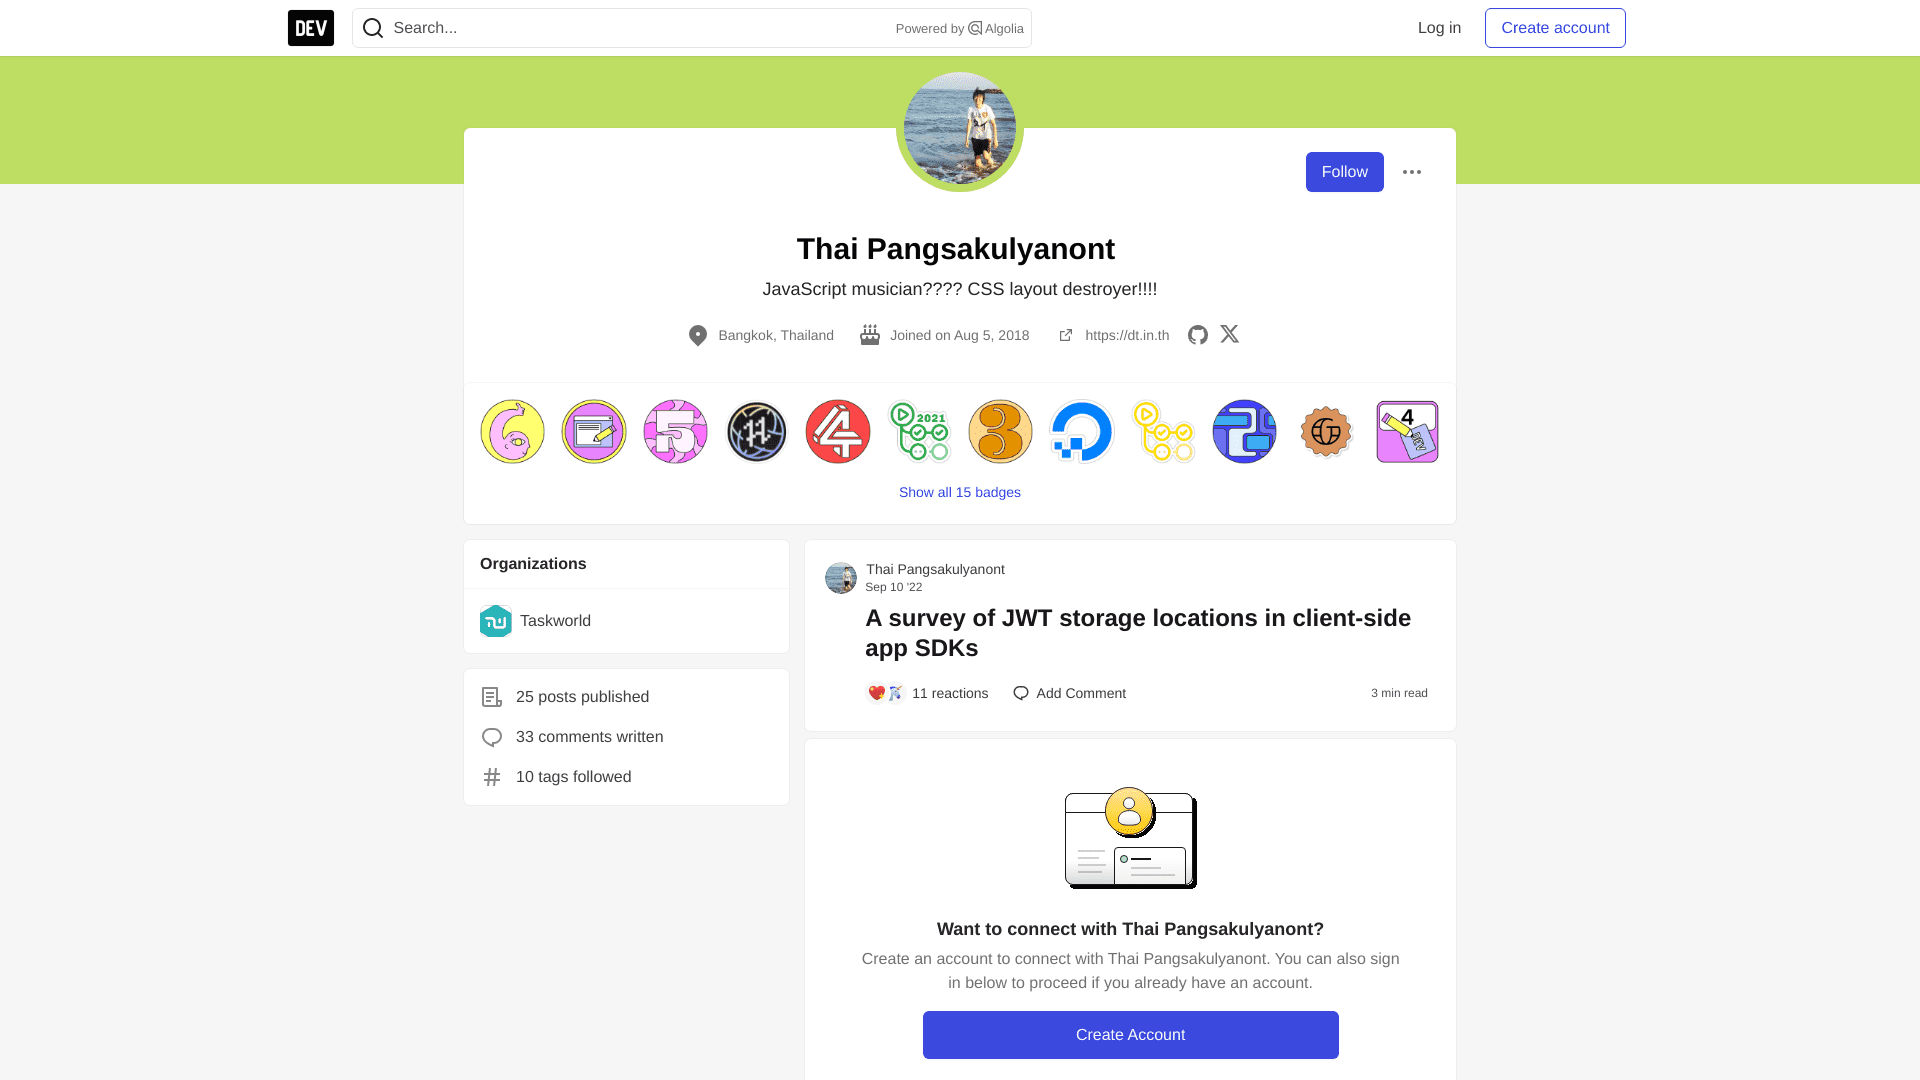 DEV
Search...
Powered by Algolia
Log in
Create account
Follow
Thai Pangsakulyanont
JavaScript musician???? CSS layout destroyer!!!!
Bangkok, Thailand
Joined on Aug 5, 2018
https://dt.in.th
2021
4
DEV
Show all 15 badges
Organizations
Taskworld
25 posts published
33 comments written
10 tags followed
Thai Pangsakulyanont
Sep 10 '22
A survey of JWT storage locations in client-side
app SDKs
11 reactions
Add Comment
3 min read
Want to connect with Thai Pangsakulyanont?
Create an account to connect with Thai Pangsakulyanont. You can also sign
in below to proceed if you already have an account.
Create Account